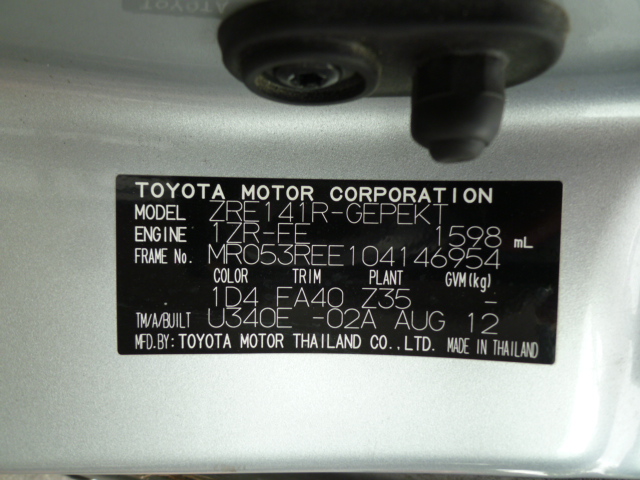 TOYOTA MOTOR CORPORATION
MODEL ZRE141R-GEPEKT
ENGINE 1ZR-FE 1598 mL
FRAME No. MR053REE104146954
COLOR TRIM PLANT GVM(kg)
1D4 FA40 Z35 -
TM/A/BUILT U340E -02A AUG 12
MFD.BY: TOYOTA MOTOR THAILAND CO.,LTD. MADE IN THAILAND